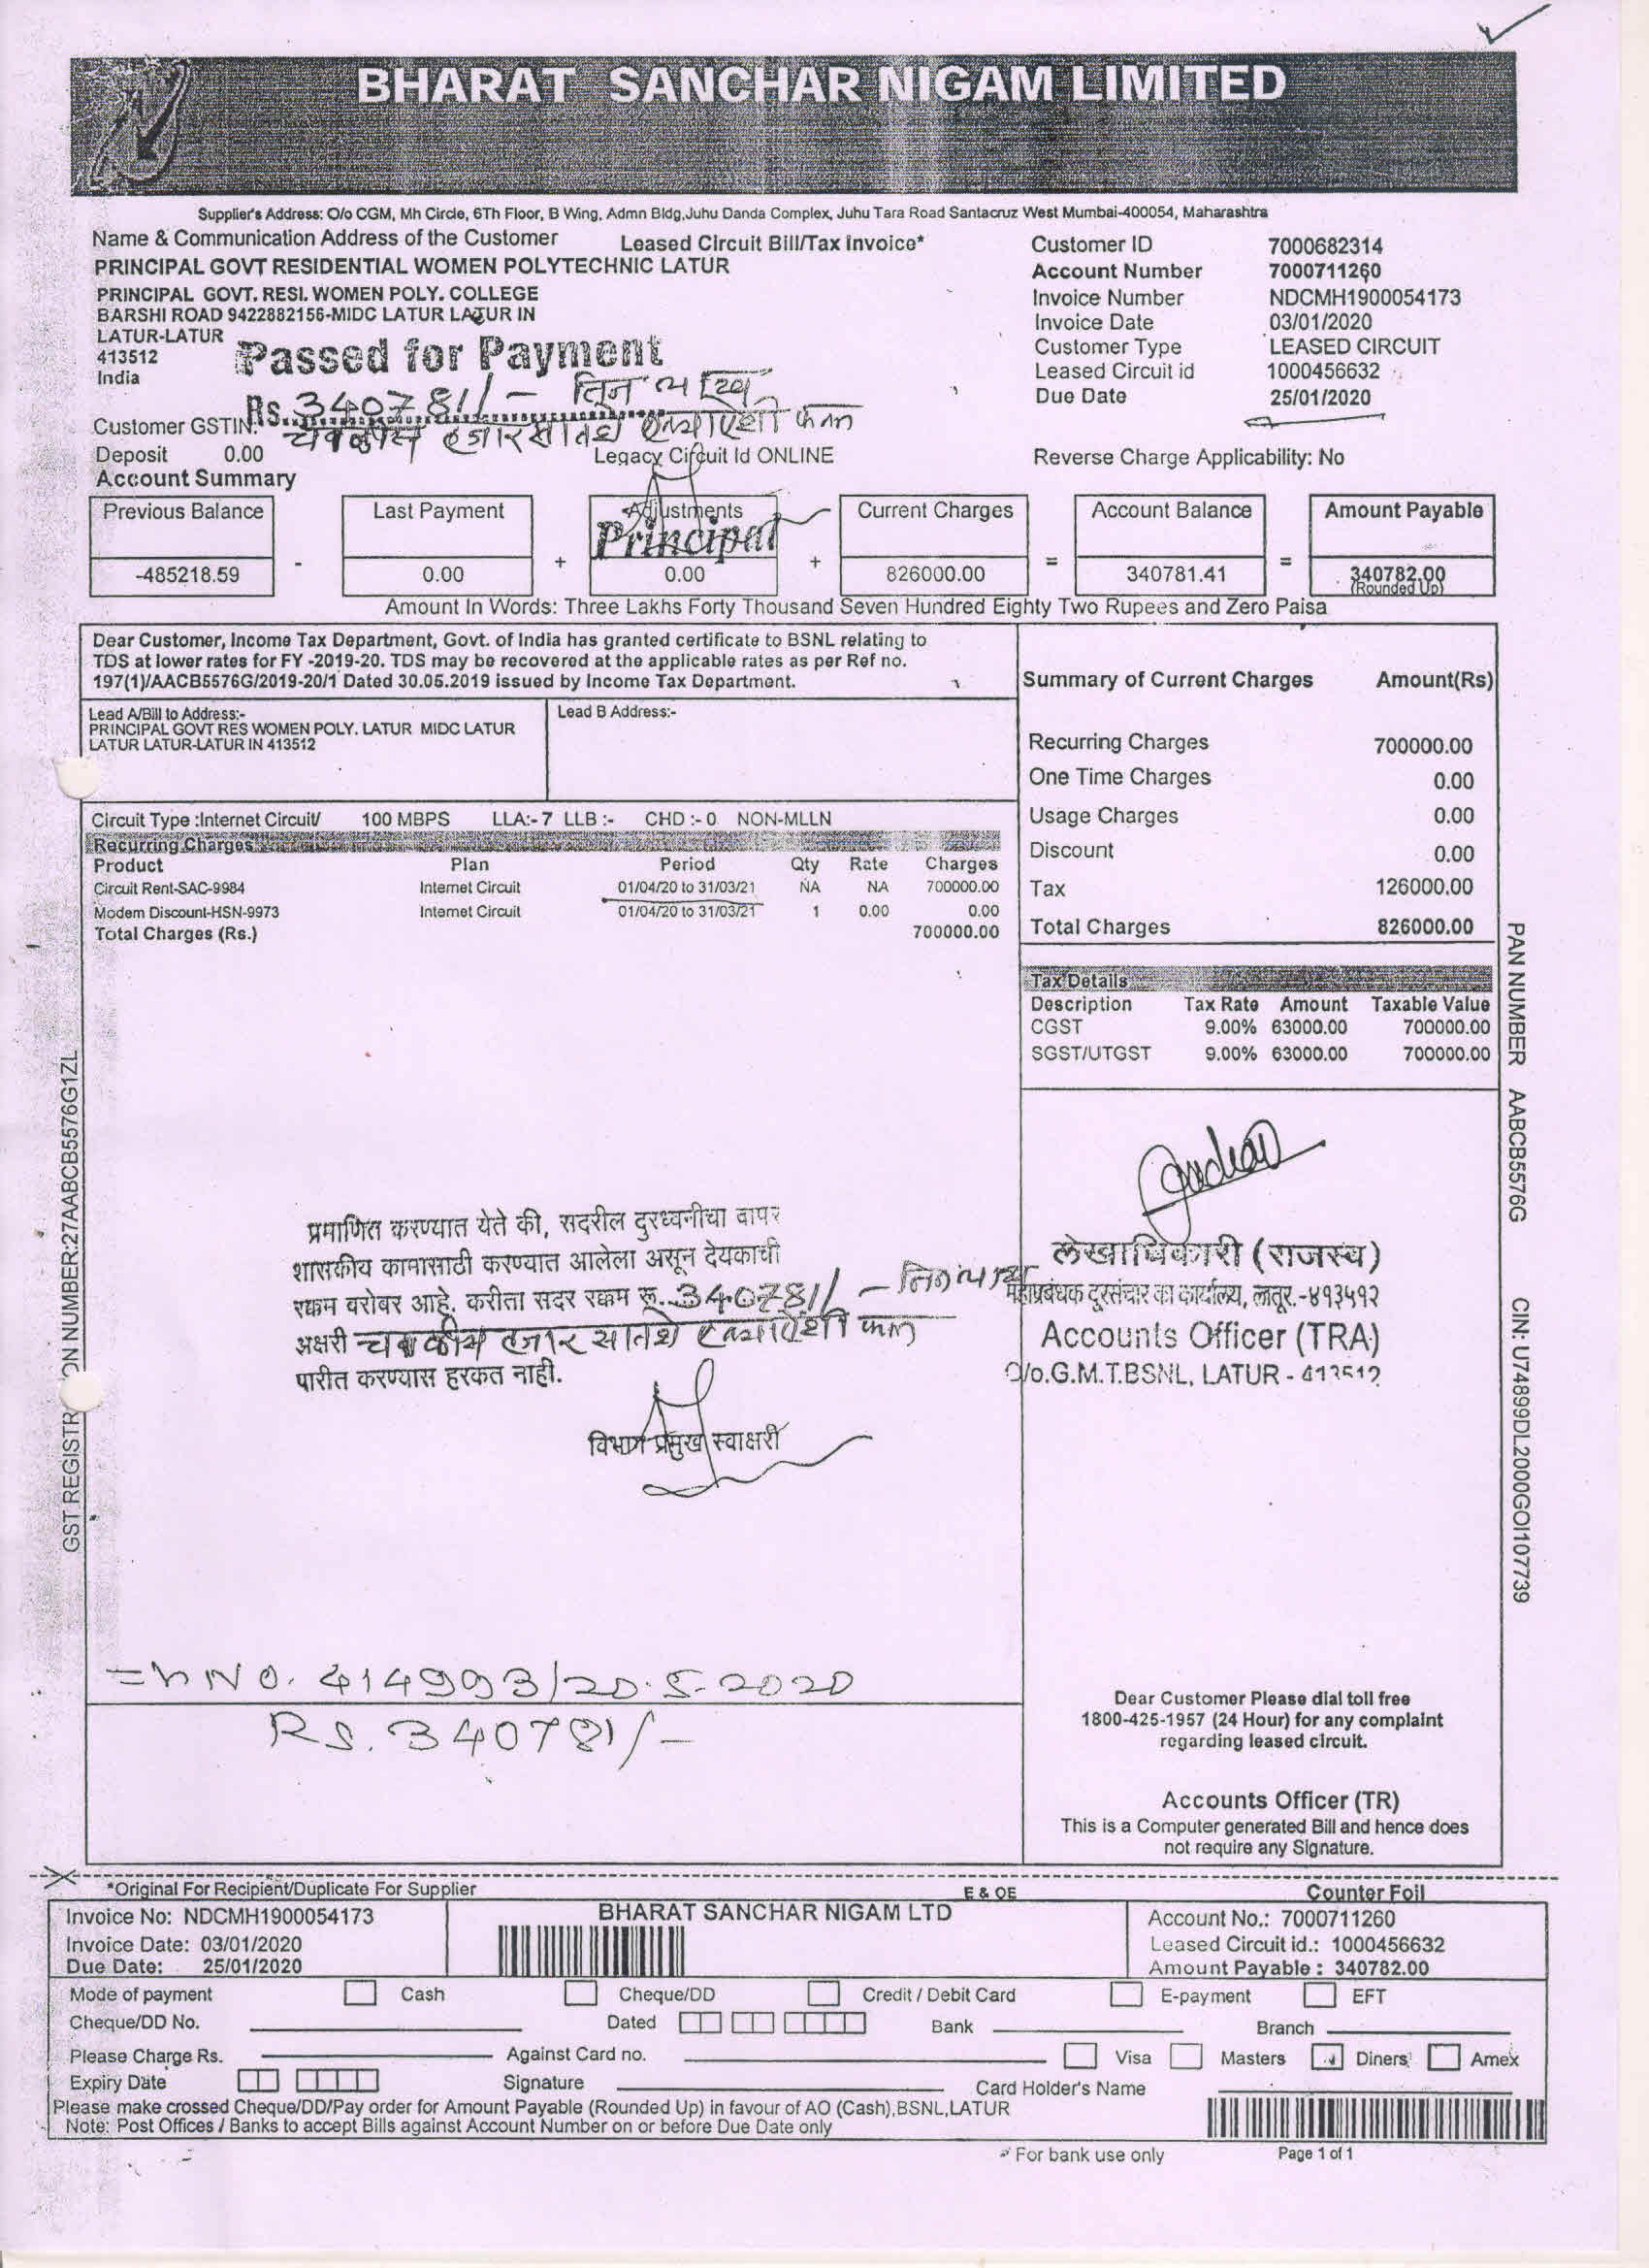 BHARAT SANCHAR NIGAM LIMITED
Supplier's Address: O/o CGM, Mh Circle, 6Th Floor, B Wing, Admn Bldg,Juhu Danda Complex, Juhu Tara Road Santacruz West Mumbai-400054, Maharashtra
Name & Communication Address of the Customer
Leased Circuit Bill/Tax Invoice*
PRINCIPAL GOVT RESIDENTIAL WOMEN POLYTECHNIC LATUR
PRINCIPAL GOVT. RESI. WOMEN POLY. COLLEGE
BARSHI ROAD 9422882156-MIDC LATUR LATUR IN
LATUR-LATUR
413512
India
Customer ID 7000682314
Account Number 7000711260
Invoice Number NDCMH1900054173
Invoice Date 03/01/2020
Customer Type LEASED CIRCUIT
Leased Circuit id 1000456632
Due Date 25/01/2020
Passed for Payment
Rs. 340781/-
Customer GSTIN:
Deposit 0.00
Legacy Circuit Id ONLINE
Reverse Charge Applicability: No
Account Summary
Previous Balance Last Payment Adjustments Current Charges Account Balance Amount Payable
Principal
-485218.59 - 0.00 + 0.00 + 826000.00 = 340781.41 = 340782.00
(Rounded Up)
Amount In Words: Three Lakhs Forty Thousand Seven Hundred Eighty Two Rupees and Zero Paisa
Dear Customer, Income Tax Department, Govt. of India has granted certificate to BSNL relating to
TDS at lower rates for FY -2019-20. TDS may be recovered at the applicable rates as per Ref no.
197(1)/AACB5576G/2019-20/1 Dated 30.05.2019 issued by Income Tax Department.
Lead A/Bill to Address:-
PRINCIPAL GOVT RES WOMEN POLY. LATUR MIDC LATUR
LATUR LATUR-LATUR IN 413512
Lead B Address:-
Circuit Type :Internet Circuit/ 100 MBPS LLA:- 7 LLB :- CHD :- 0 NON-MLLN
Recurring Charges
Product Plan Period Qty Rate Charges
Circuit Rent-SAC-9984 Internet Circuit 01/04/20 to 31/03/21 NA NA 700000.00
Modem Discount-HSN-9973 Internet Circuit 01/04/20 to 31/03/21 1 0.00 0.00
Total Charges (Rs.) 700000.00
Summary of Current Charges Amount(Rs)
Recurring Charges 700000.00
One Time Charges 0.00
Usage Charges 0.00
Discount 0.00
Tax 126000.00
Total Charges 826000.00
Tax Details
Description Tax Rate Amount Taxable Value
CGST 9.00% 63000.00 700000.00
SGST/UTGST 9.00% 63000.00 700000.00
PAN NUMBER AABCB5576G CIN: U74899DL2000GOI107739
ON NUMBER:27AABCB5576G1ZL
GST REGISTR
प्रमाणित करण्यात येते की, सदरील दुरध्वनीचा वापर
शासकीय कामासाठी करण्यात आलेला असून देयकाची
रक्कम बरोबर आहे. करीता सदर रक्कम रू. 340781/-
अक्षरी
पारीत करण्यास हरकत नाही.
विभाग प्रमुख स्वाक्षरी
लेखाधिकारी (राजस्व)
महाप्रबंधक दूरसंचार का कार्यालय, लातूर.-४१३५१२
Accounts Officer (TRA)
O/o.G.M.T.BSNL, LATUR - 413512
NO. 414993/20.5.2020
Rs. 340781/-
Dear Customer Please dial toll free
1800-425-1957 (24 Hour) for any complaint
regarding leased circuit.
Accounts Officer (TR)
This is a Computer generated Bill and hence does
not require any Signature.
*Original For Recipient/Duplicate For Supplier E & OE Counter Foil
Invoice No: NDCMH1900054173
Invoice Date: 03/01/2020
Due Date: 25/01/2020
BHARAT SANCHAR NIGAM LTD
Account No.: 7000711260
Leased Circuit id.: 1000456632
Amount Payable : 340782.00
Mode of payment Cash Cheque/DD Credit / Debit Card E-payment EFT
Cheque/DD No. Dated Bank Branch
Please Charge Rs. Against Card no. Visa Masters Diners Amex
Expiry Date Signature Card Holder's Name
Please make crossed Cheque/DD/Pay order for Amount Payable (Rounded Up) in favour of AO (Cash),BSNL,LATUR
Note: Post Offices / Banks to accept Bills against Account Number on or before Due Date only
For bank use only Page 1 of 1